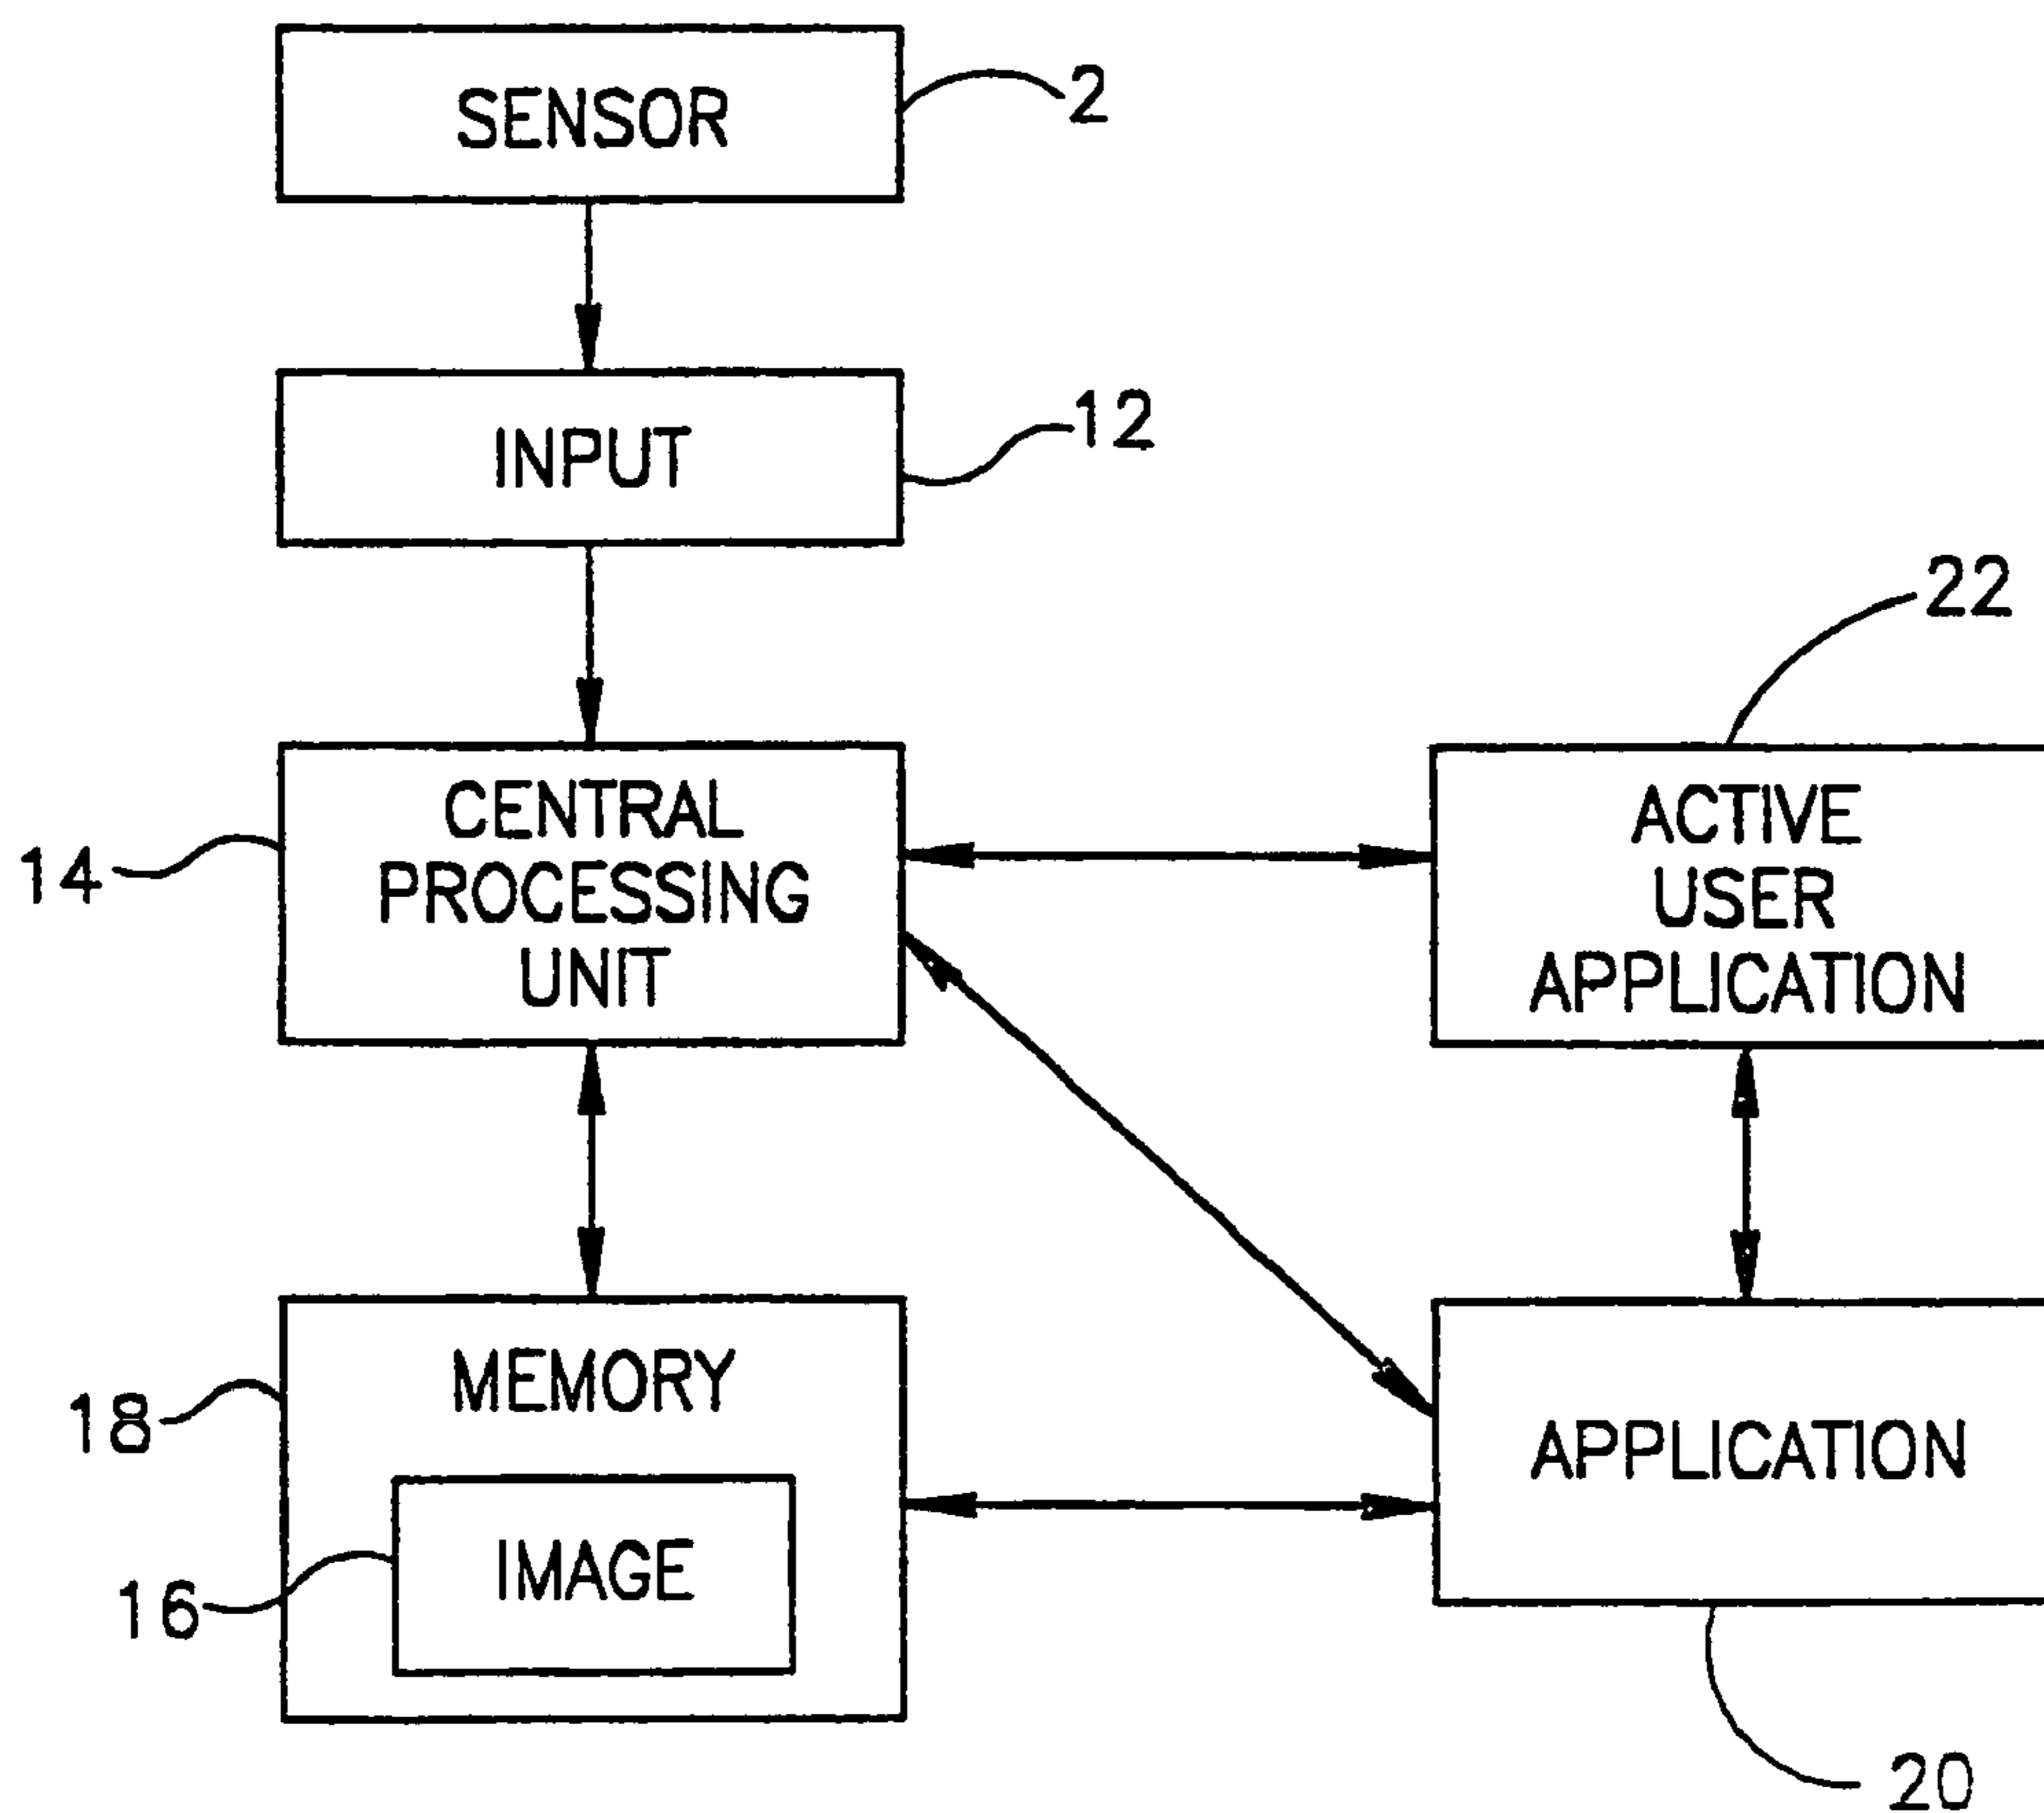 SENSOR
2
INPUT
12
22
14
CENTRAL
PROCESSING
UNIT
ACTIVE
USER
APPLICATION
18
MEMORY
APPLICATION
16
IMAGE
20